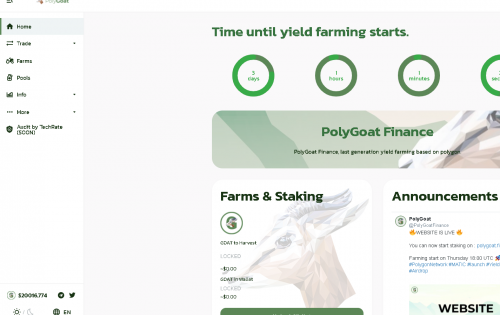 PolyGoat
Home
Trade
Farms
Pools
Info
More
Audit by TechRate
(SOON)
$20016.774
EN
Time until yield farming starts.
3
days
1
hours
1
minutes
PolyGoat Finance
PolyGoat Finance, last generation yield farming based on polygon
Farms & Staking
GOAT to Harvest
LOCKED
~$0.00
GOAT in Wallet
LOCKED
~$0.00
Announcements
PolyGoat
@PolyGoatFinance
🔥WEBSITE IS LIVE 🔥
You can now start staking on : polygoat.f
Farming start on Thursday 16:00 UTC 🚀
#PolygonNetwork #MATIC #launch #Yield
#Airdrop
WEBSITE